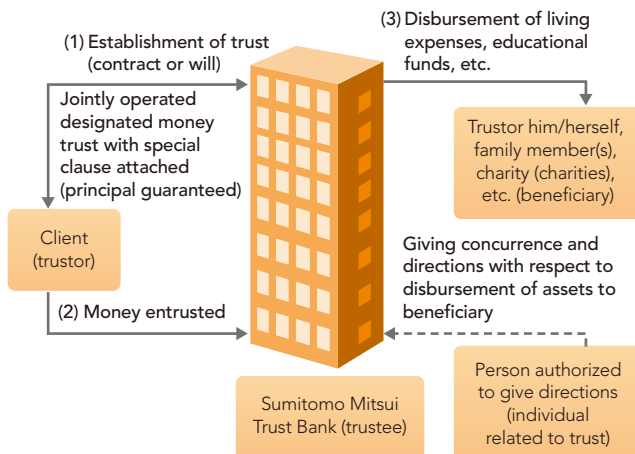 (1) Establishment of trust
(contract or will)
Jointly operated
designated money
trust with special
clause attached
(principal guaranteed)
Client
(trustor)
(2) Money entrusted
(3) Disbursement of living
expenses, educational
funds, etc.
Trustor him/herself,
family member(s),
charity (charities),
etc. (beneficiary)
Giving concurrence and
directions with respect to
disbursement of assets to
beneficiary
Person authorized
to give directions
(individual
related to trust)
Sumitomo Mitsui
Trust Bank (trustee)